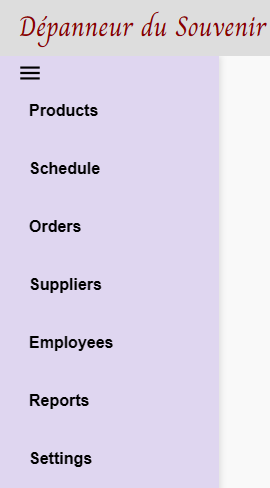 Dépanneur du Souvenir
Products
Schedule
Orders
Suppliers
Employees
Reports
Settings